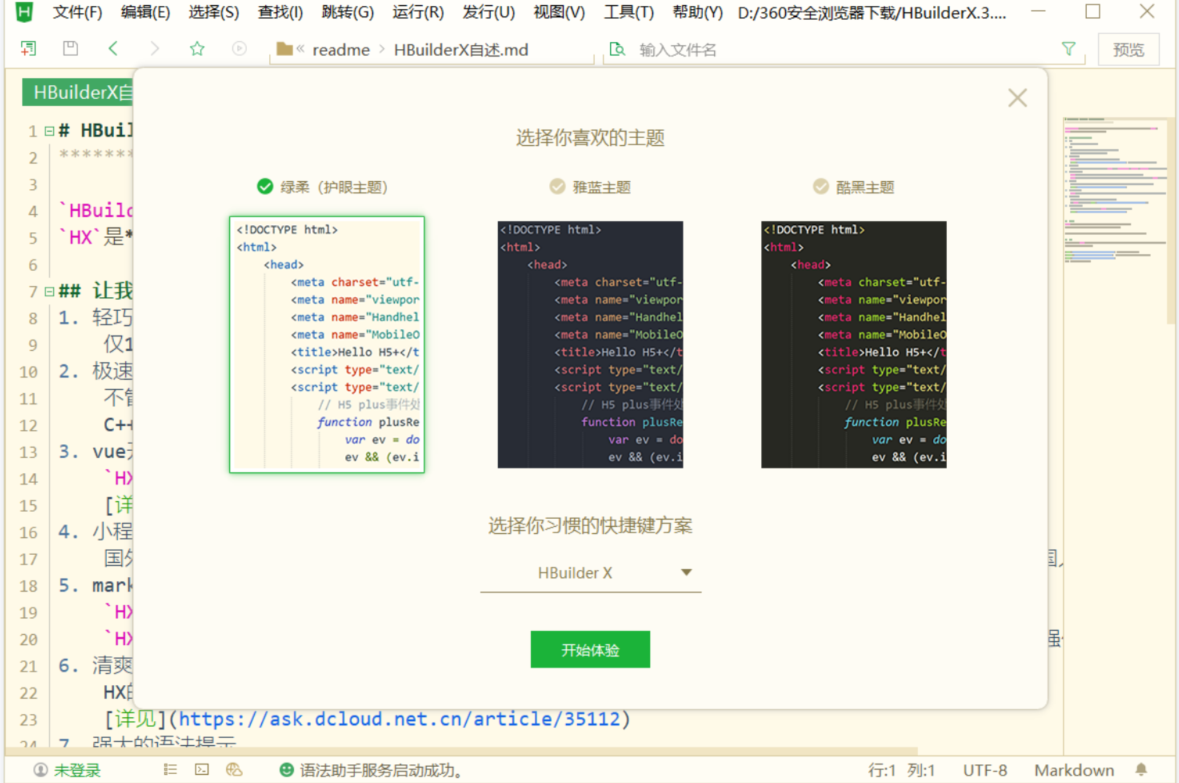 文件(F) 编辑(E) 选择(S) 查找(I) 跳转(G) 运行(R) 发行(U) 视图(V) 工具(T) 帮助(Y) D:/360安全浏览器下载/HBuilderX.3....
readme HBuilderX自述.md 输入文件名 预览
HBuilderX自
选择你喜欢的主题
绿柔（护眼主题） 雅蓝主题 酷黑主题
<!DOCTYPE html>
<html>
<head>
<meta charset="utf-
<meta name="viewpor
<meta name="Handhel
<meta name="MobileO
<title>Hello H5+</t
<script type="text/
<script type="text/
// H5 plus事件处
function plusRe
var ev = do
ev && (ev.i
<!DOCTYPE html>
<html>
<head>
<meta charset="utf-
<meta name="viewpor
<meta name="Handhel
<meta name="MobileO
<title>Hello H5+</t
<script type="text/
<script type="text/
// H5 plus事件处
function plusRe
var ev = do
ev && (ev.i
<!DOCTYPE html>
<html>
<head>
<meta charset="utf-
<meta name="viewpor
<meta name="Handhel
<meta name="MobileO
<title>Hello H5+</t
<script type="text/
<script type="text/
// H5 plus事件处
function plusRe
var ev = do
ev && (ev.i
选择你习惯的快捷键方案
HBuilder X
开始体验
1 # HBuil
2 *******
3
4 `HBuild
5 `HX`是*
6
7 ## 让我
8 1. 轻巧
9 仅1
10 2. 极速
11 不管
12 C++
13 3. vue开
14 `HX
15 [详
16 4. 小程
17 国外
18 5. mark
19 `HX
20 `HX 强
21 6. 清爽
22 HX的
23 [详见](https://ask.dcloud.net.cn/article/35112)
24 7. 强大的语法提示
未登录 语法助手服务启动成功。 行:1 列:1 UTF-8 Markdown